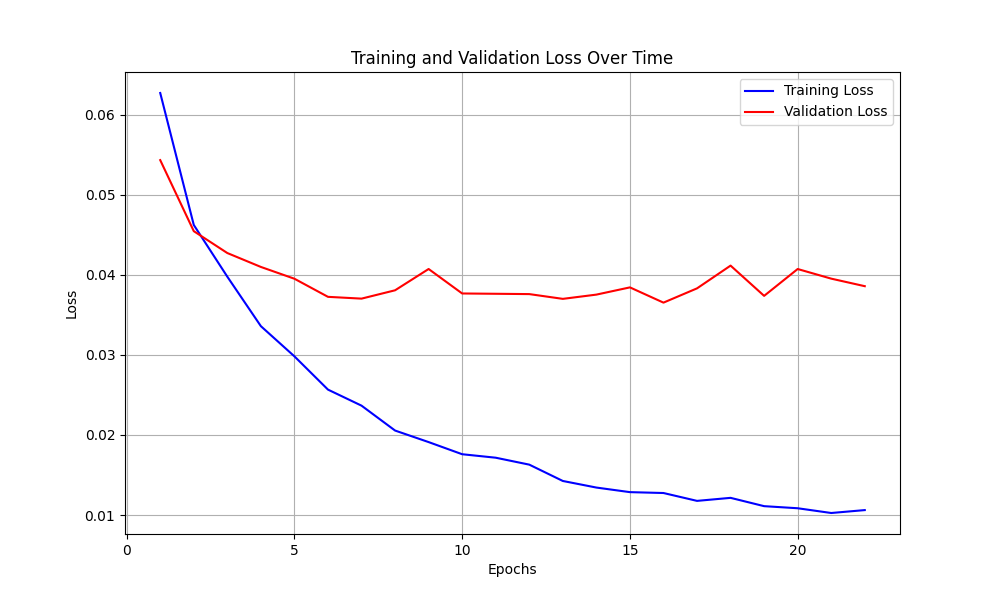 Training and Validation Loss Over Time
Training Loss
Validation Loss
0.06
0.05
0.04
0.03
0.02
0.01
Loss
0 5 10 15 20
Epochs